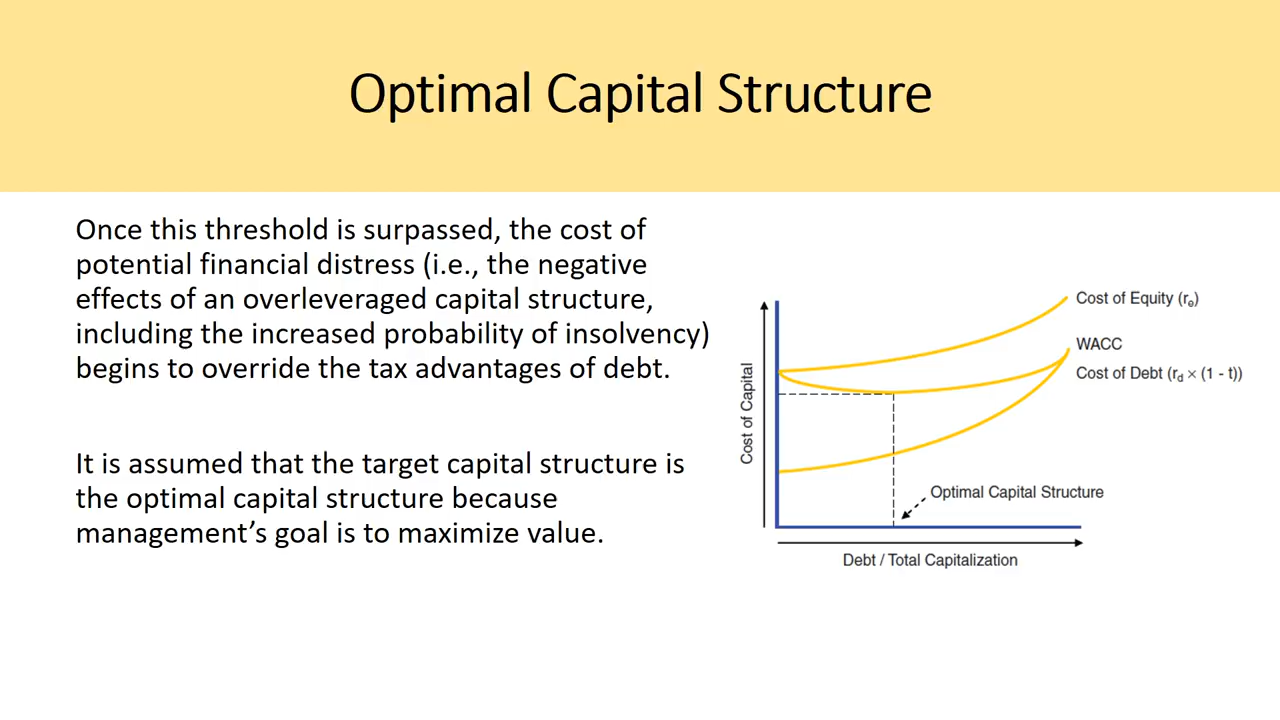 Optimal Capital Structure
Once this threshold is surpassed, the cost of
potential financial distress (i.e., the negative
effects of an overleveraged capital structure,
including the increased probability of insolvency)
begins to override the tax advantages of debt.
It is assumed that the target capital structure is
the optimal capital structure because
management’s goal is to maximize value.
Cost of Capital
Cost of Equity (re)
WACC
Cost of Debt (rd × (1 - t))
Optimal Capital Structure
Debt / Total Capitalization